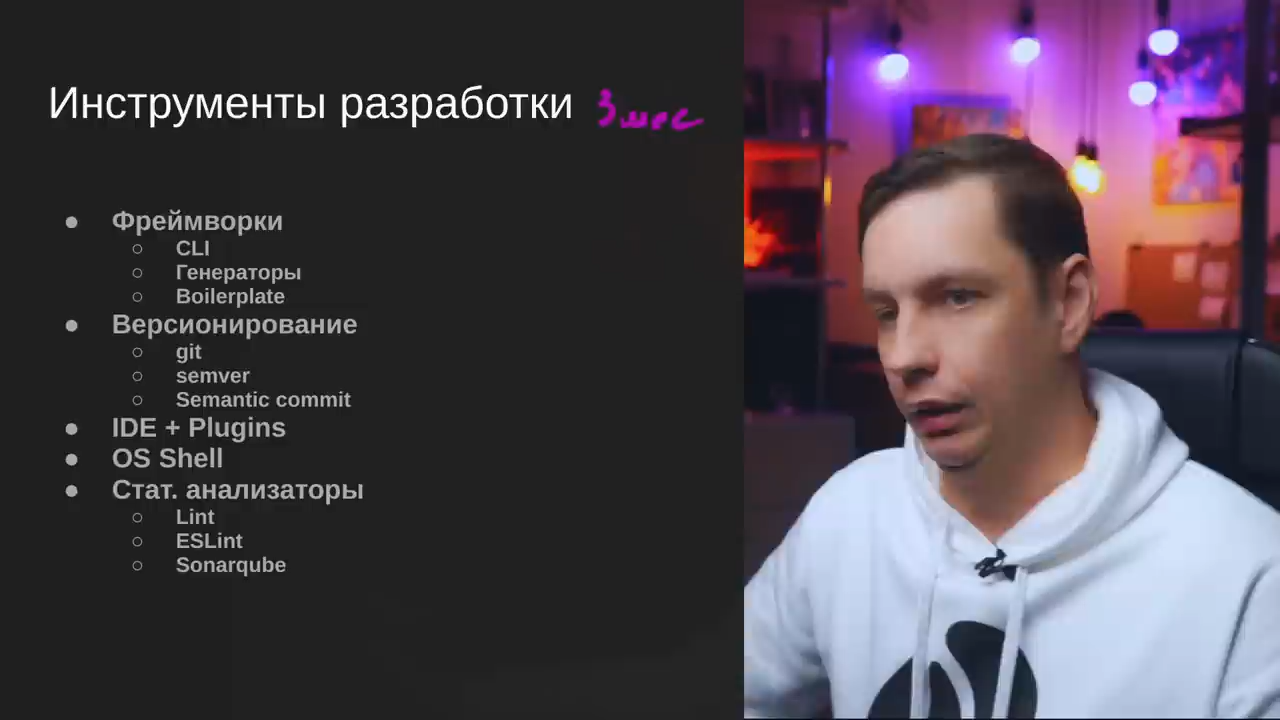 Инструменты разработки 3 мес
Фреймворки
CLI
Генераторы
Boilerplate
Версионирование
git
semver
Semantic commit
IDE + Plugins
OS Shell
Стат. анализаторы
Lint
ESLint
Sonarqube